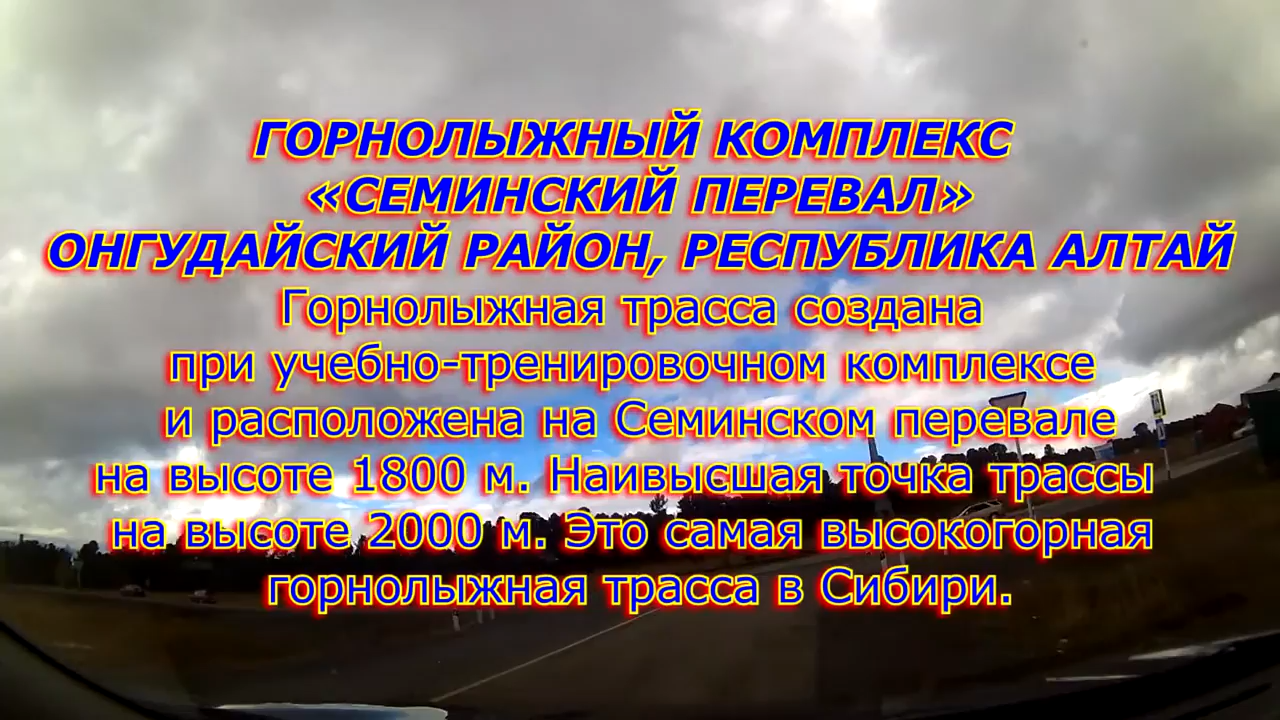 ГОРНОЛЫЖНЫЙ КОМПЛЕКС
«СЕМИНСКИЙ ПЕРЕВАЛ»
ОНГУДАЙСКИЙ РАЙОН, РЕСПУБЛИКА АЛТАЙ
Горнолыжная трасса создана
при учебно-тренировочном комплексе
и расположена на Семинском перевале
на высоте 1800 м. Наивысшая точка трассы
на высоте 2000 м. Это самая высокогорная
горнолыжная трасса в Сибири.